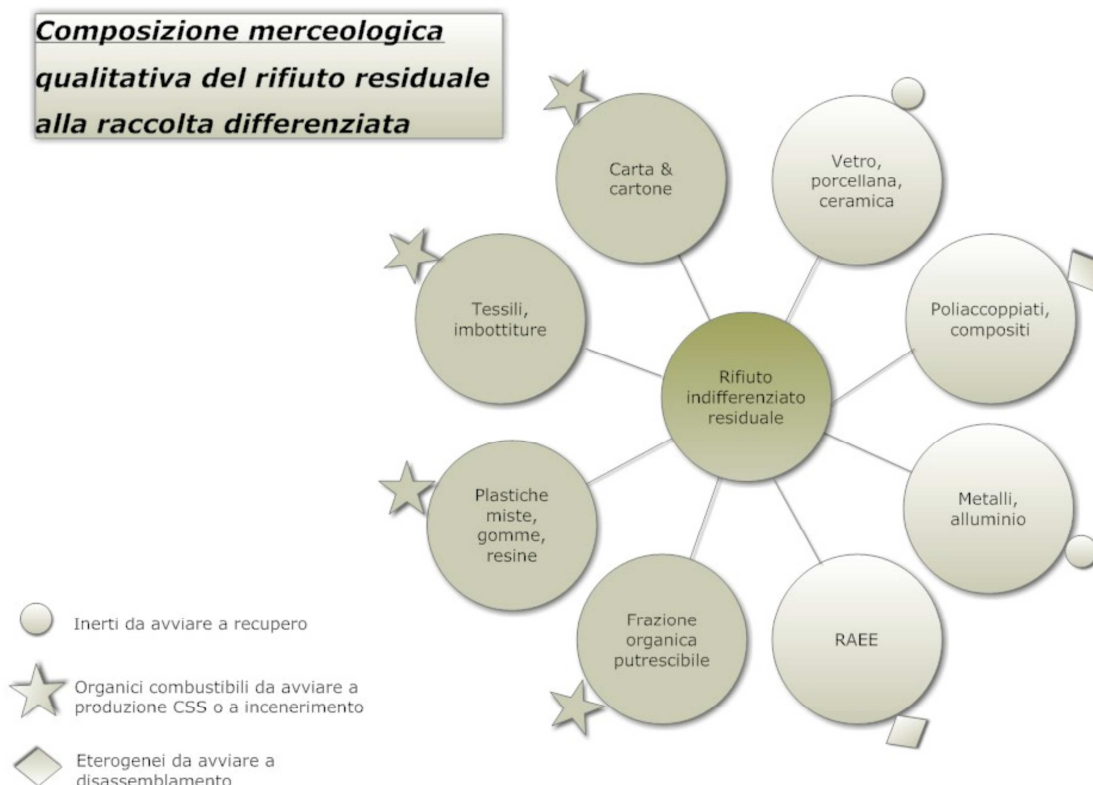 Composizione merceologica
qualitativa del rifiuto residuale
alla raccolta differenziata
Carta &
cartone
Vetro,
porcellana,
ceramica
Tessili,
imbottiture
Poliaccoppiati,
compositi
Rifiuto
indifferenziato
residuale
Plastiche
miste,
gomme,
resine
Metalli,
alluminio
Frazione
organica
putrescibile
RAEE
Inerti da avviare a recupero
Organici combustibili da avviare a
produzione CSS o a incenerimento
Eterogenei da avviare a
disassemblamento